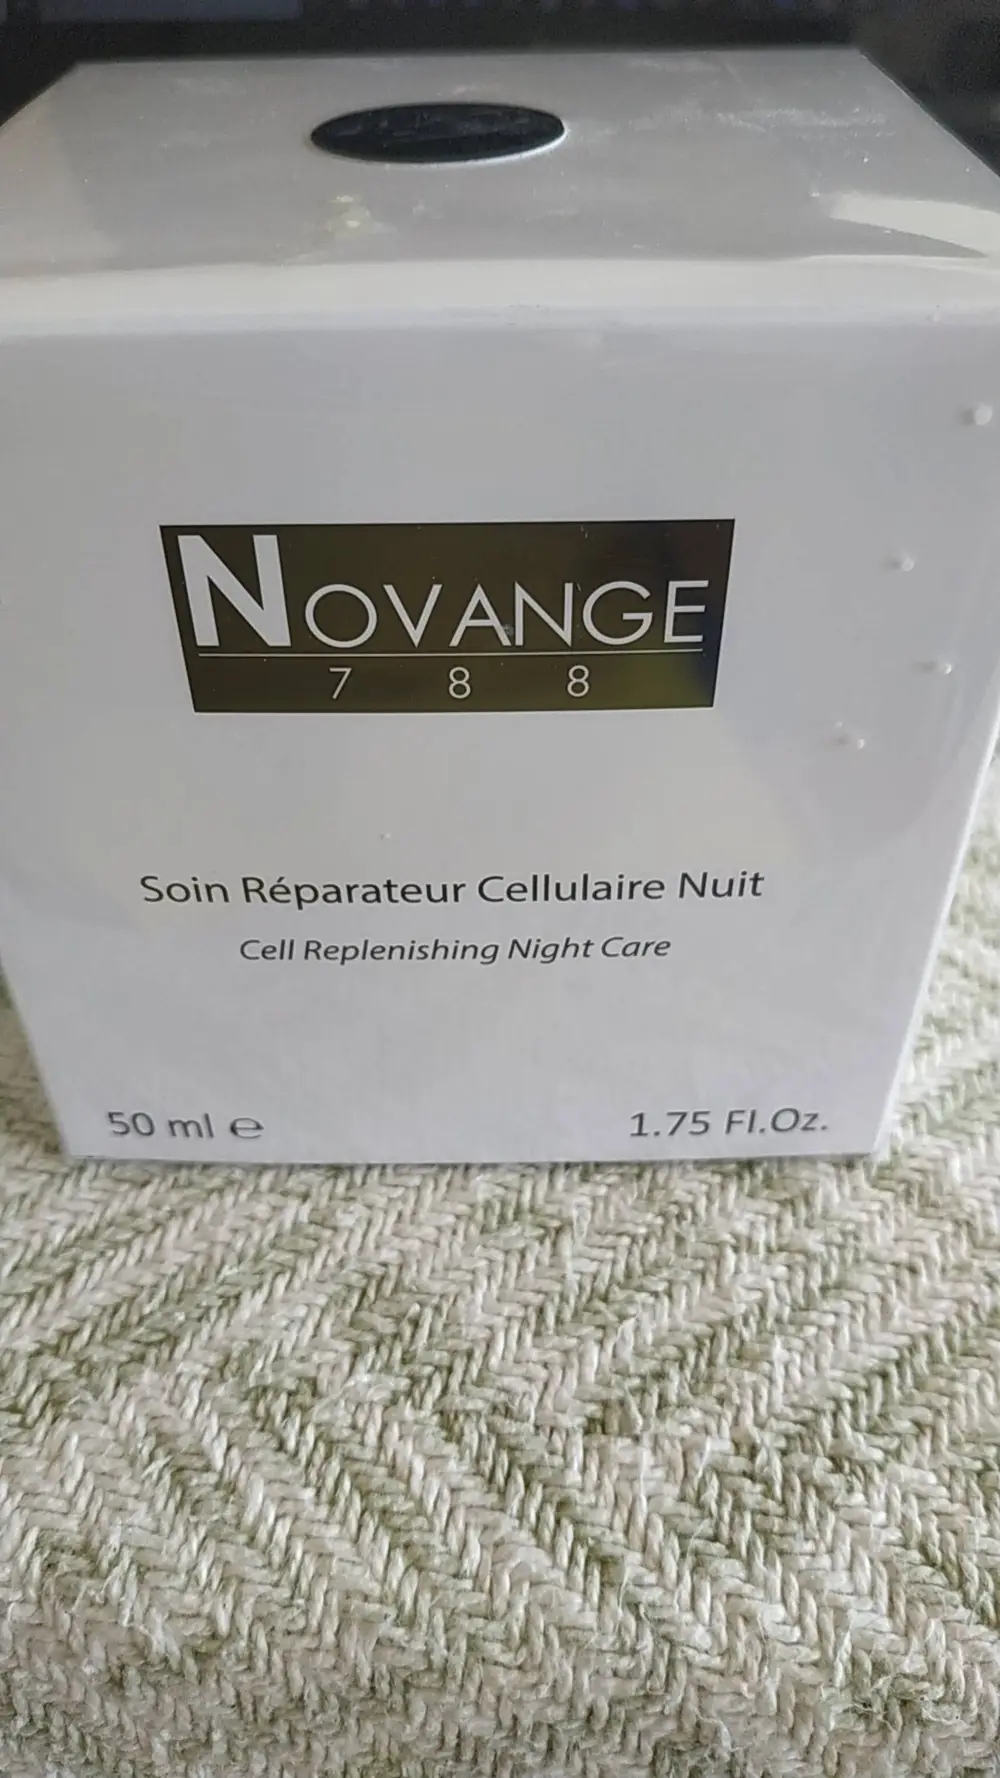 NOVANGE
7 8 8
Soin Réparateur Cellulaire Nuit
Cell Replenishing Night Care
50 ml ℮ 1.75 Fl.Oz.